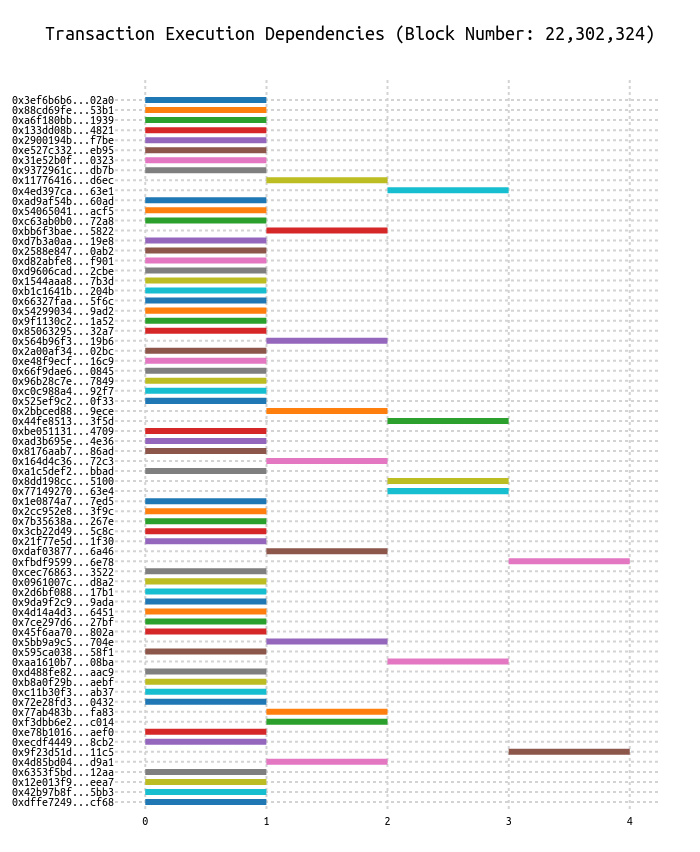 Transaction Execution Dependencies (Block Number: 22,302,324)
0x3ef6b6b6...02a0
0x88cd69fe...53b1
0xa6f180bb...1939
0x133dd08b...4821
0x2900194b...f7be
0xe527c332...eb95
0x31e52b0f...0323
0x9372961c...db7b
0x11776416...d6ec
0x4ed397ca...63e1
0xad9af54b...60ad
0x54065041...acf5
0xc63ab0b0...72a8
0xbb6f3bae...5822
0xd7b3a0aa...19e8
0x2588e847...0ab2
0xd82abfe8...f901
0xd9606cad...2cbe
0x1544aaa8...7b3d
0xb1c1641b...204b
0x66327faa...5f6c
0x54299034...9ad2
0x9f1130c2...1a52
0x85063295...32a7
0x564b96f3...19b6
0x2a00af34...02bc
0xe48f9ecf...16c9
0x66f9dae6...0845
0x96b28c7e...7849
0xc0c988a4...92f7
0x525ef9c2...0f33
0x2bbced88...9ece
0x44fe8513...3f5d
0xbe051131...4709
0xad3b695e...4e36
0x8176aab7...86ad
0x164d4c36...72c3
0xa1c5def2...bbad
0x8dd198cc...5100
0x77149270...63e4
0x1e0874a7...7ed5
0x2cc952e8...3f9c
0x7b35638a...267e
0x3cb22d49...5c8c
0x21f77e5d...1f30
0xdaf03877...6a46
0xfbdf9599...6e78
0xcec76863...3522
0x0961007c...d8a2
0x2d6bf088...17b1
0x9da9f2c9...9ada
0x4d14a4d3...6451
0x7ce297d6...27bf
0x45f6aa70...802a
0x5bb9a9c5...704e
0x595ca038...58f1
0xaa1610b7...08ba
0xd488fe82...aac9
0xb8a0f29b...aebf
0xc11b30f3...ab37
0x72e28fd3...0432
0x77ab483b...fa83
0xf3dbb6e2...c014
0xe78b1016...aef0
0xecdf4449...8cb2
0x9f23d51d...11c5
0x4d85bd04...d9a1
0x6353f5bd...12aa
0x12e013f9...eea7
0x42b97b8f...5bb3
0xdffe7249...cf68
0 1 2 3 4